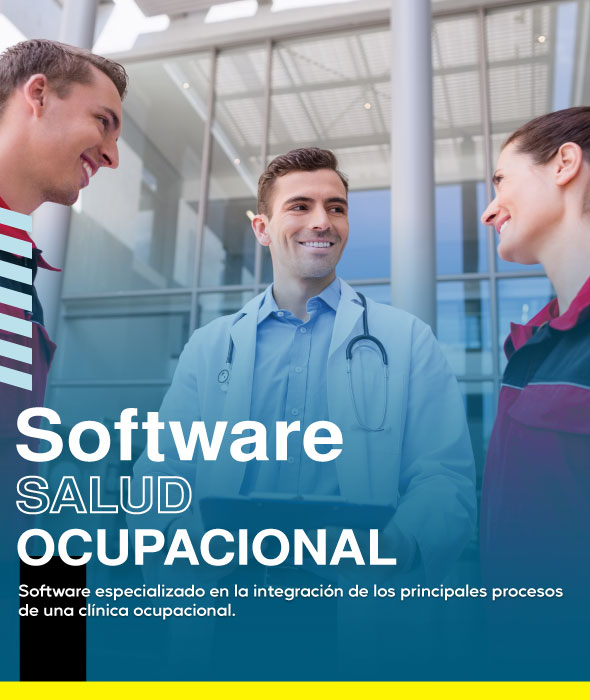 Software
SALUD
OCUPACIONAL
Software especializado en la integración de los principales procesos
de una clínica ocupacional.